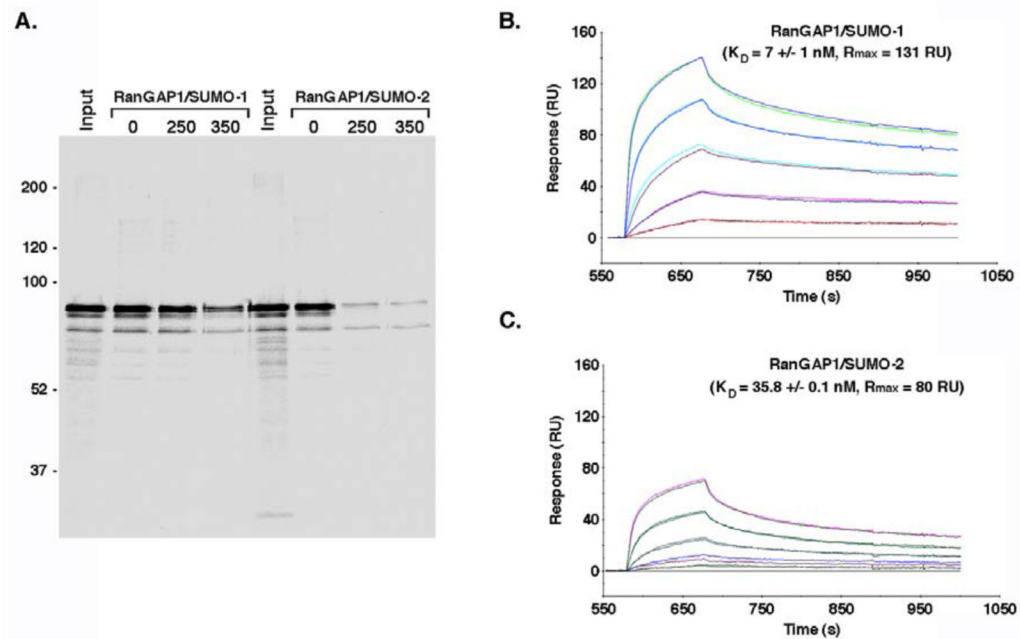 A.
Input RanGAP1/SUMO-1 Input RanGAP1/SUMO-2
0 250 350 0 250 350
200 -
120 -
100 -
52 -
37 -
B.
RanGAP1/SUMO-1
(KD = 7 +/- 1 nM, Rmax = 131 RU)
Response (RU)
160
120
80
40
0
550 650 750 850 950 1050
Time (s)
C.
RanGAP1/SUMO-2
(KD = 35.8 +/- 0.1 nM, Rmax = 80 RU)
Response (RU)
160
120
80
40
0
550 650 750 850 950 1050
Time (s)